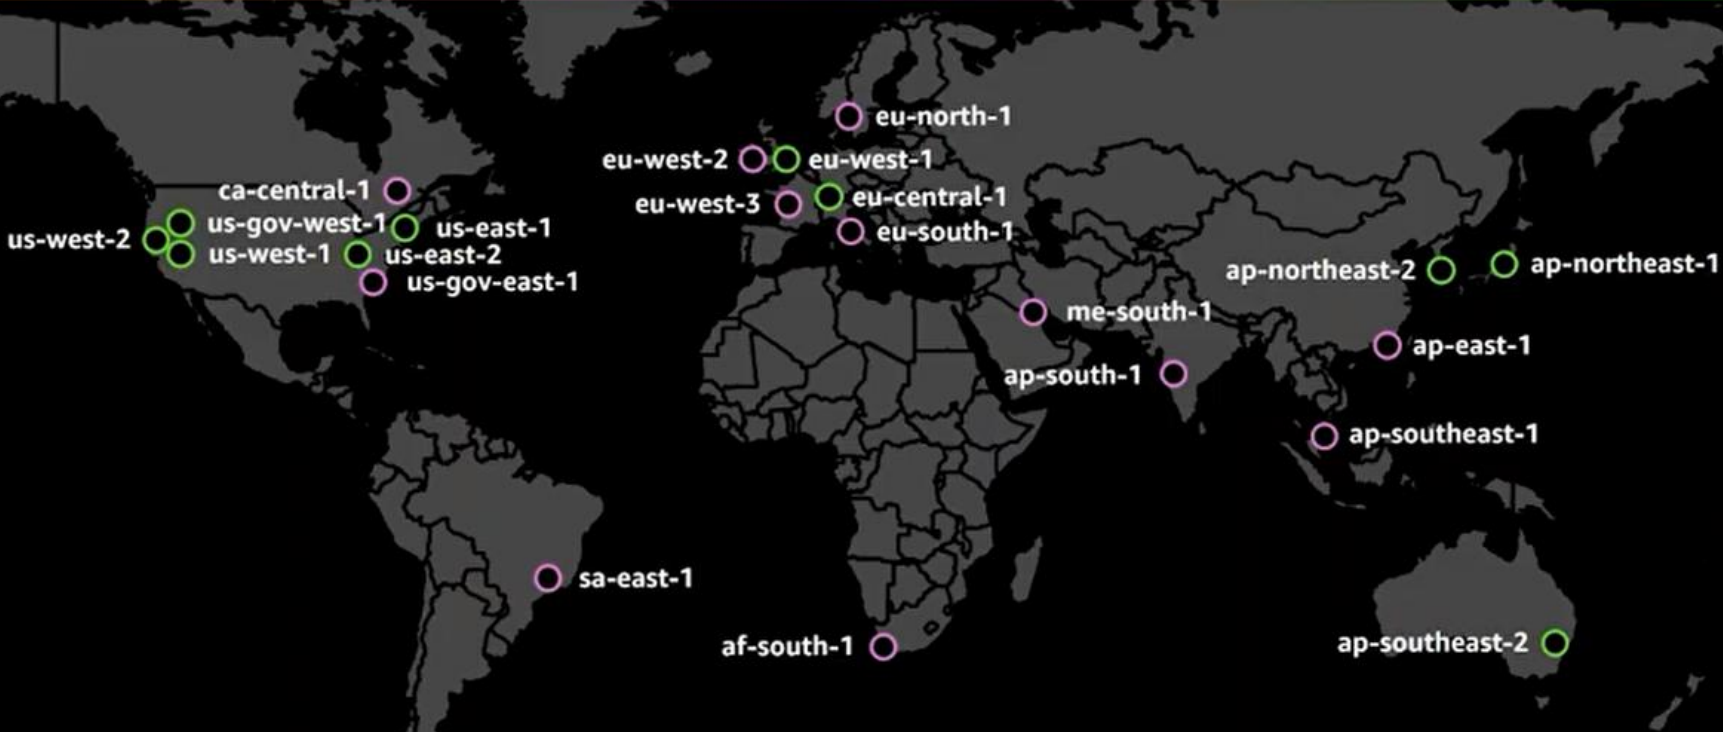 eu-north-1
eu-west-2
eu-west-1
ca-central-1
eu-west-3
eu-central-1
us-gov-west-1
us-east-1
us-west-2
eu-south-1
us-west-1
us-east-2
ap-northeast-2
ap-northeast-1
us-gov-east-1
me-south-1
ap-east-1
ap-south-1
ap-southeast-1
sa-east-1
af-south-1
ap-southeast-2